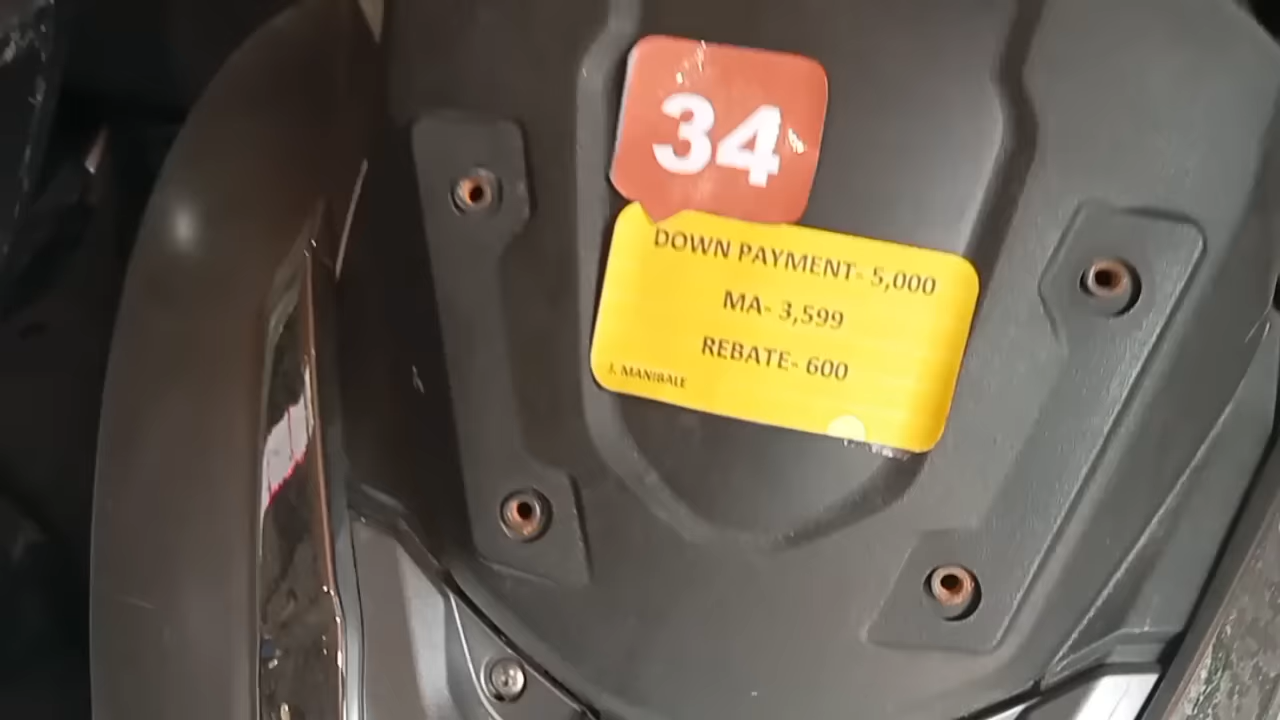 34
DOWN PAYMENT- 5,000
MA- 3,599
REBATE- 600
J. MANIBALE